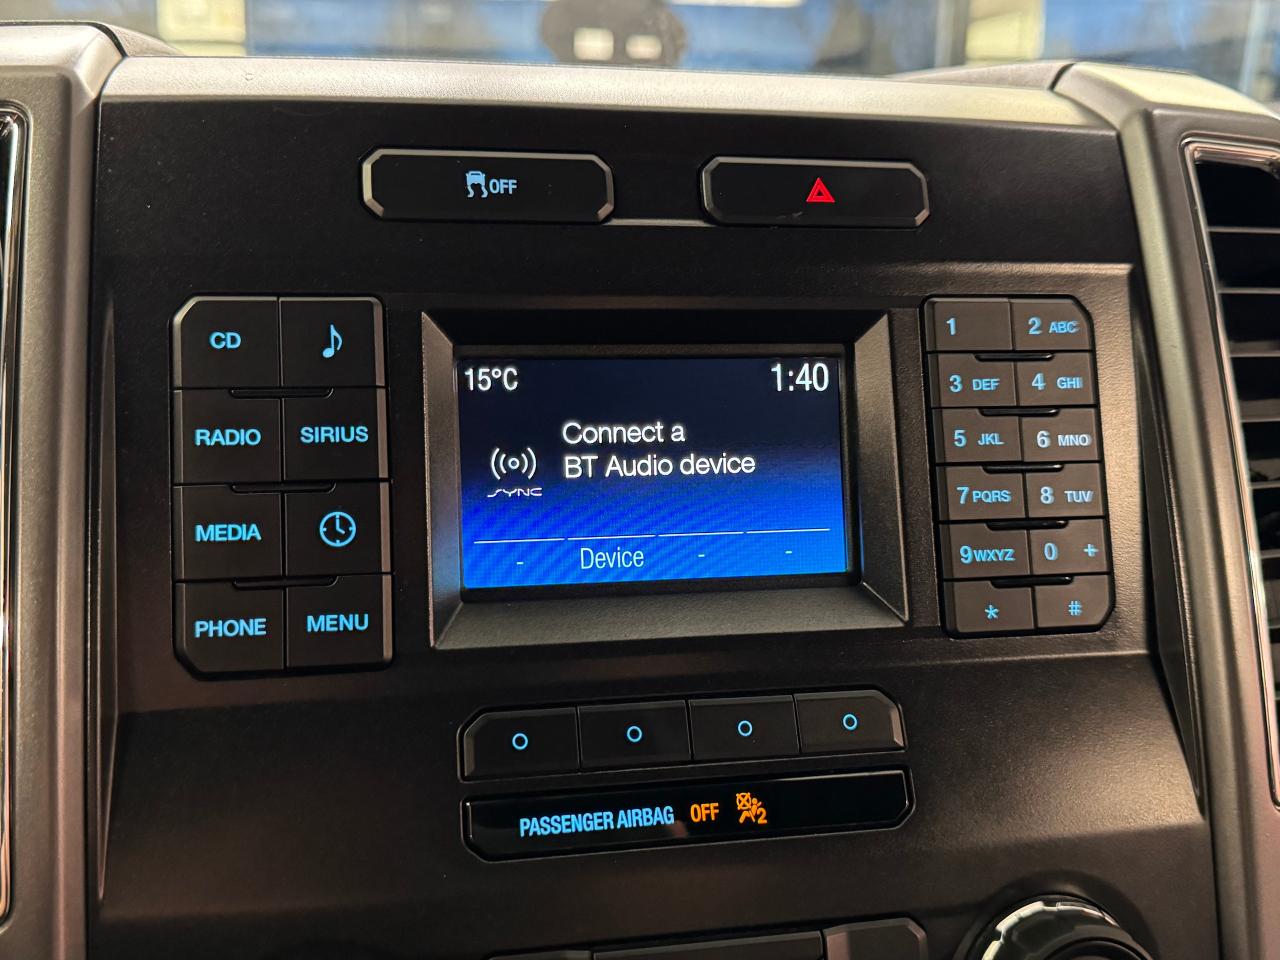 OFF
CD
RADIO SIRIUS
MEDIA
PHONE MENU
15°C 1:40
Connect a
BT Audio device
SYNC
- Device - -
1 2 ABC
3 DEF 4 GHI
5 JKL 6 MNO
7 PQRS 8 TUV
9 WXYZ 0 +
* #
PASSENGER AIRBAG OFF 2